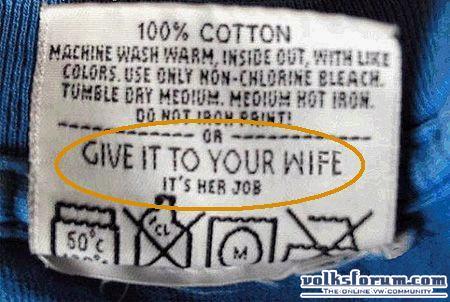 100% COTTON
MACHINE WASH WARM, INSIDE OUT, WITH LIKE
COLORS. USE ONLY NON-CHLORINE BLEACH.
TUMBLE DRY MEDIUM. MEDIUM HOT IRON.
DO NOT IRON PRINT!
OR
GIVE IT TO YOUR WIFE
IT'S HER JOB
50°C
CL
M
volksforum.com
THE-ONLINE-VW-COMMUNITY